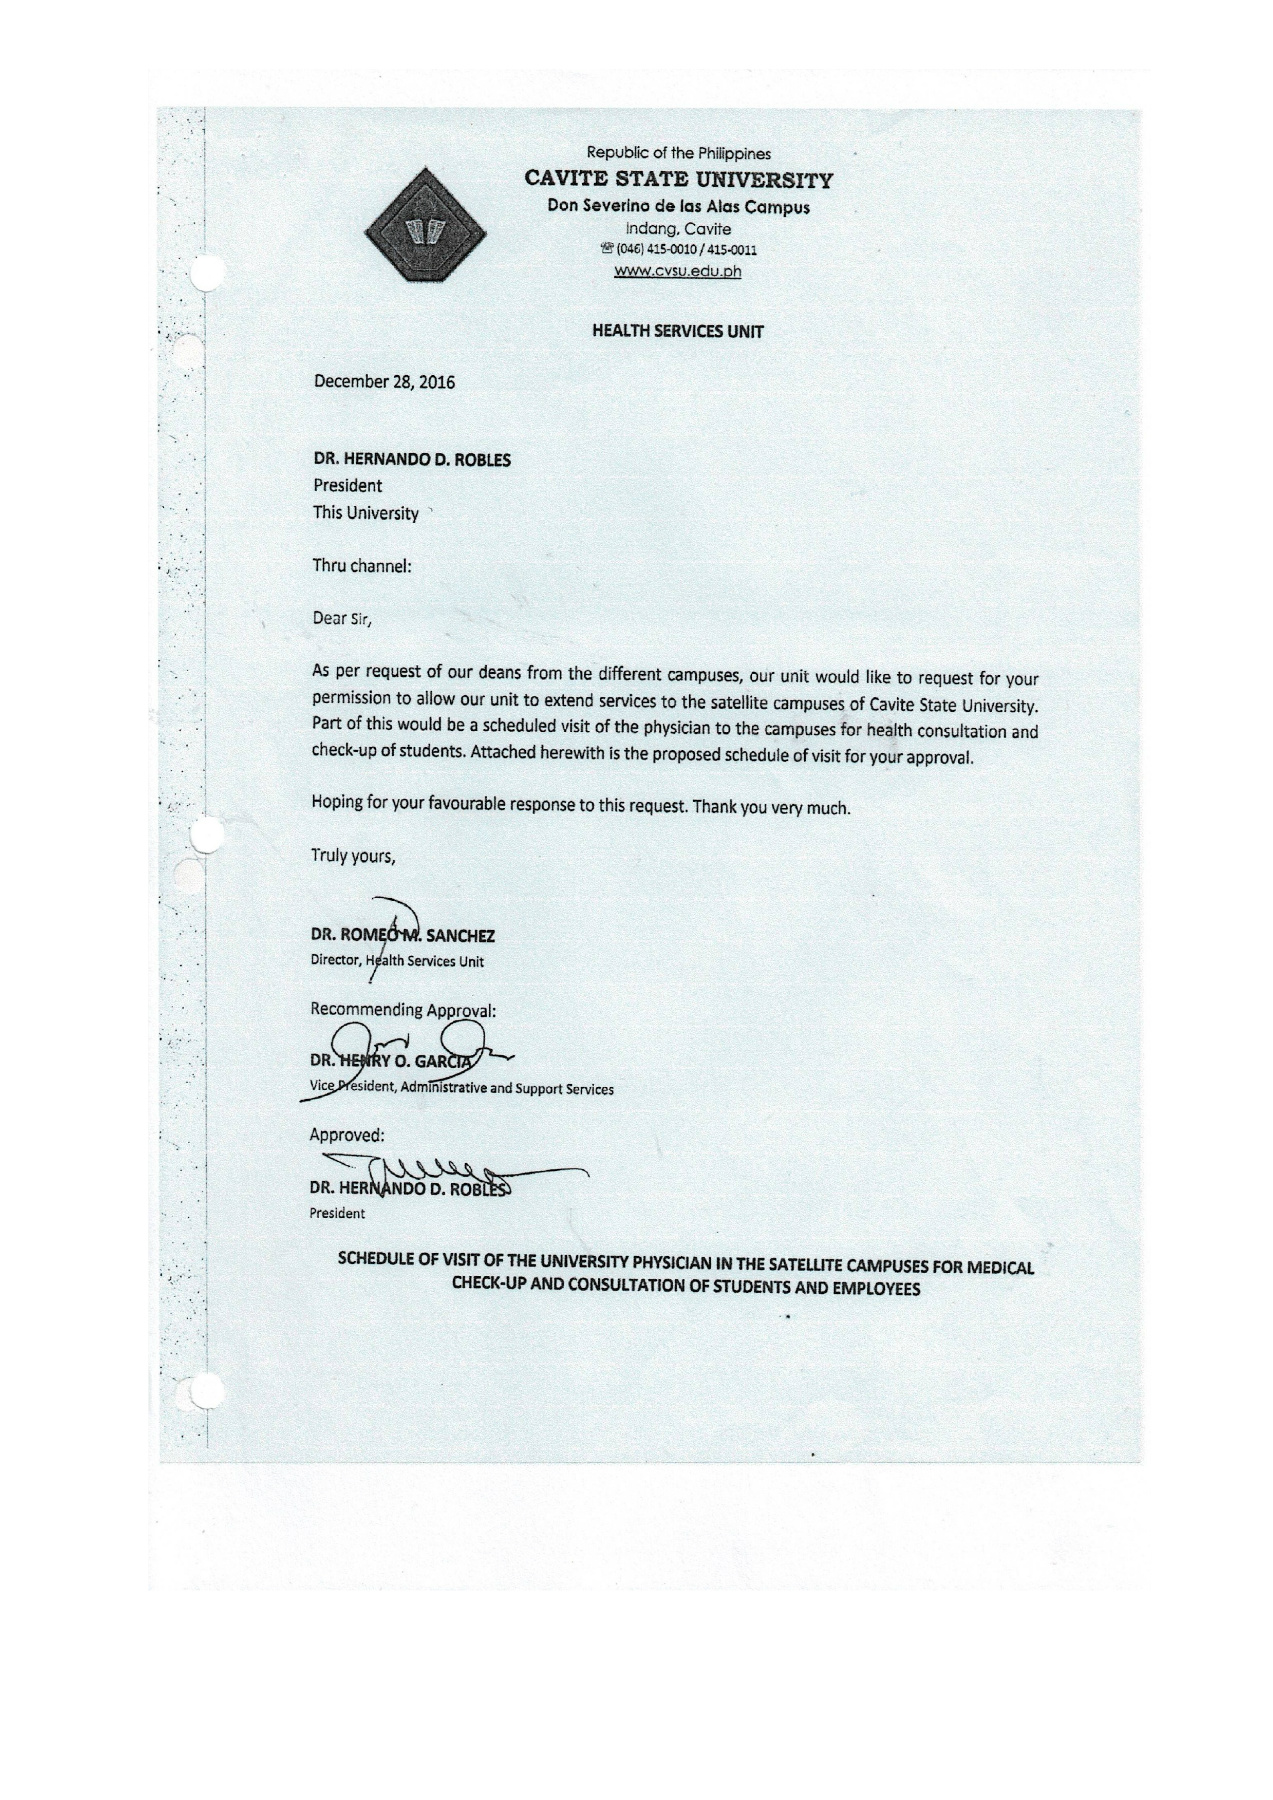 Republic of the Philippines
CAVITE STATE UNIVERSITY
Don Severino de las Alas Campus
Indang, Cavite
☏ (046) 415-0010 / 415-0011
www.cvsu.edu.ph
HEALTH SERVICES UNIT
December 28, 2016
DR. HERNANDO D. ROBLES
President
This University
Thru channel:
Dear Sir,
As per request of our deans from the different campuses, our unit would like to request for your
permission to allow our unit to extend services to the satellite campuses of Cavite State University.
Part of this would be a scheduled visit of the physician to the campuses for health consultation and
check-up of students. Attached herewith is the proposed schedule of visit for your approval.
Hoping for your favourable response to this request. Thank you very much.
Truly yours,
DR. ROMEO M. SANCHEZ
Director, Health Services Unit
Recommending Approval:
DR. HENRY O. GARCIA
Vice President, Administrative and Support Services
Approved:
DR. HERNANDO D. ROBLES
President
SCHEDULE OF VISIT OF THE UNIVERSITY PHYSICIAN IN THE SATELLITE CAMPUSES FOR MEDICAL
CHECK-UP AND CONSULTATION OF STUDENTS AND EMPLOYEES